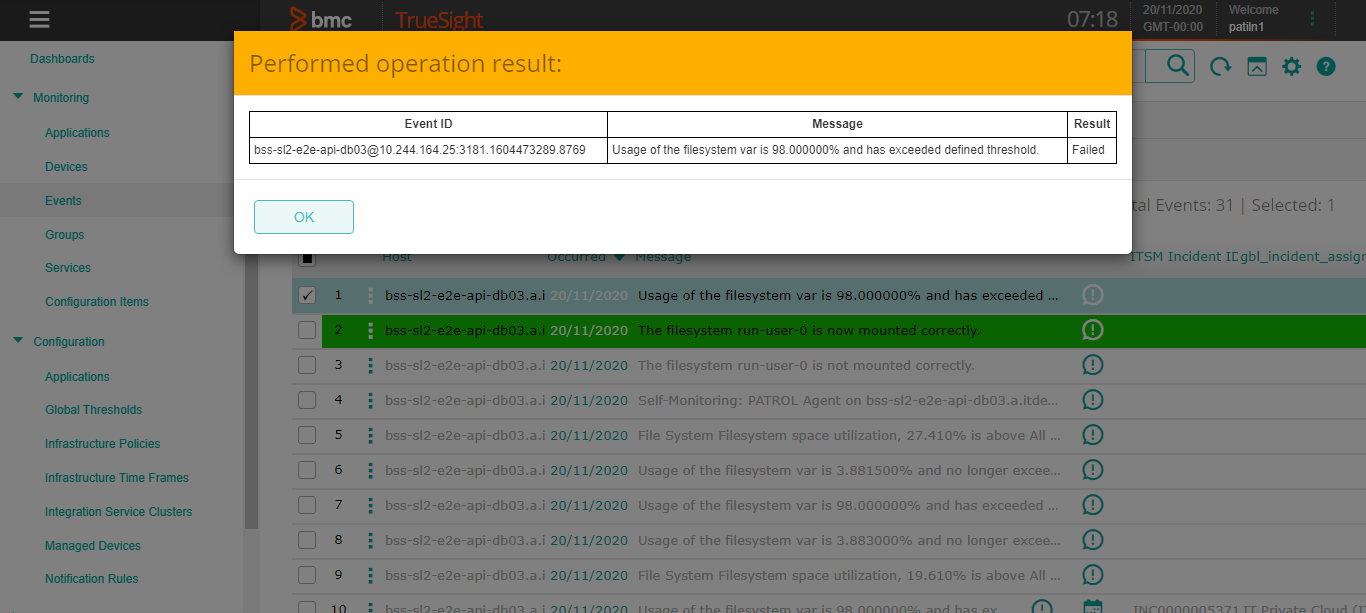 bmc TrueSight 07:18 20/11/2020 GMT-00:00 Welcome patiln1
Dashboards
Monitoring
Applications
Devices
Events
Groups
Services
Configuration Items
Configuration
Applications
Global Thresholds
Infrastructure Policies
Infrastructure Time Frames
Integration Service Clusters
Managed Devices
Notification Rules
Performed operation result:
Event ID Message Result
bss-sl2-e2e-api-db03@10.244.164.25:3181.1604473289.8769 Usage of the filesystem var is 98.000000% and has exceeded defined threshold. Failed
OK
tal Events: 31 | Selected: 1
Host Occurred Message ITSM Incident ID gbl_incident_assign
1 bss-sl2-e2e-api-db03.a.i 20/11/2020 Usage of the filesystem var is 98.000000% and has exceeded ...
2 bss-sl2-e2e-api-db03.a.i 20/11/2020 The filesystem run-user-0 is now mounted correctly.
3 bss-sl2-e2e-api-db03.a.i 20/11/2020 The filesystem run-user-0 is not mounted correctly.
4 bss-sl2-e2e-api-db03.a.i 20/11/2020 Self-Monitoring: PATROL Agent on bss-sl2-e2e-api-db03.a.itde...
5 bss-sl2-e2e-api-db03.a.i 20/11/2020 File System Filesystem space utilization, 27.410% is above All ...
6 bss-sl2-e2e-api-db03.a.i 20/11/2020 Usage of the filesystem var is 3.881500% and no longer excee...
7 bss-sl2-e2e-api-db03.a.i 20/11/2020 Usage of the filesystem var is 98.000000% and has exceeded ...
8 bss-sl2-e2e-api-db03.a.i 20/11/2020 Usage of the filesystem var is 3.883000% and no longer excee...
9 bss-sl2-e2e-api-db03.a.i 20/11/2020 File System Filesystem space utilization, 19.610% is above All ...
10 bss-sl2-e2e-api-db03.a.i 20/11/2020 Usage of the filesystem var is 98.000000% and has ex INC0000005371 IT Private Cloud